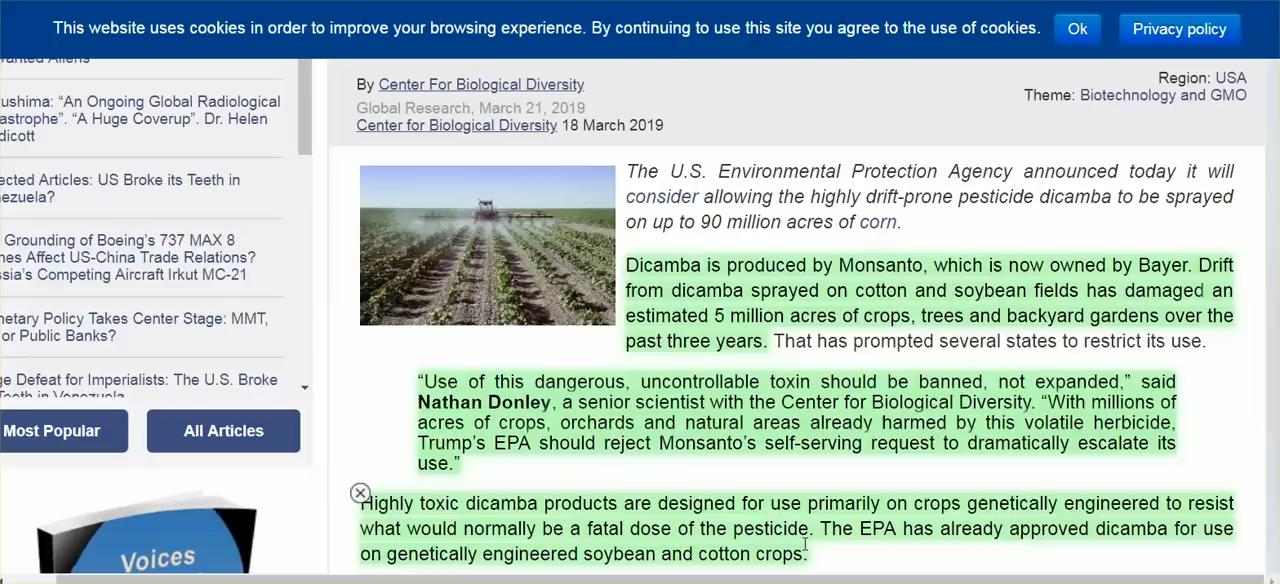 This website uses cookies in order to improve your browsing experience. By continuing to use this site you agree to the use of cookies.
Ok
Privacy policy
Aliens
ushima: “An Ongoing Global Radiological
astrophe”. “A Huge Coverup”. Dr. Helen
dicott
ected Articles: US Broke its Teeth in
nezuela?
Grounding of Boeing’s 737 MAX 8
nes Affect US-China Trade Relations?
ssia’s Competing Aircraft Irkut MC-21
netary Policy Takes Center Stage: MMT,
or Public Banks?
ge Defeat for Imperialists: The U.S. Broke
Teeth in Venezuela
Most Popular
All Articles
Voices
By Center For Biological Diversity
Global Research, March 21, 2019
Center for Biological Diversity 18 March 2019
Region: USA
Theme: Biotechnology and GMO
The U.S. Environmental Protection Agency announced today it will
consider allowing the highly drift-prone pesticide dicamba to be sprayed
on up to 90 million acres of corn.
Dicamba is produced by Monsanto, which is now owned by Bayer. Drift
from dicamba sprayed on cotton and soybean fields has damaged an
estimated 5 million acres of crops, trees and backyard gardens over the
past three years. That has prompted several states to restrict its use.
“Use of this dangerous, uncontrollable toxin should be banned, not expanded,” said
Nathan Donley, a senior scientist with the Center for Biological Diversity. “With millions of
acres of crops, orchards and natural areas already harmed by this volatile herbicide,
Trump’s EPA should reject Monsanto’s self-serving request to dramatically escalate its
use.”
Highly toxic dicamba products are designed for use primarily on crops genetically engineered to resist
what would normally be a fatal dose of the pesticide. The EPA has already approved dicamba for use
on genetically engineered soybean and cotton crops.